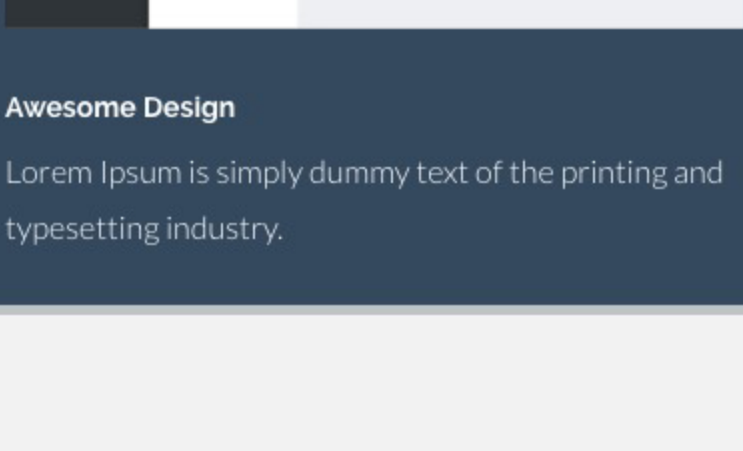 Awesome Design
Lorem Ipsum is simply dummy text of the printing and
typesetting industry.